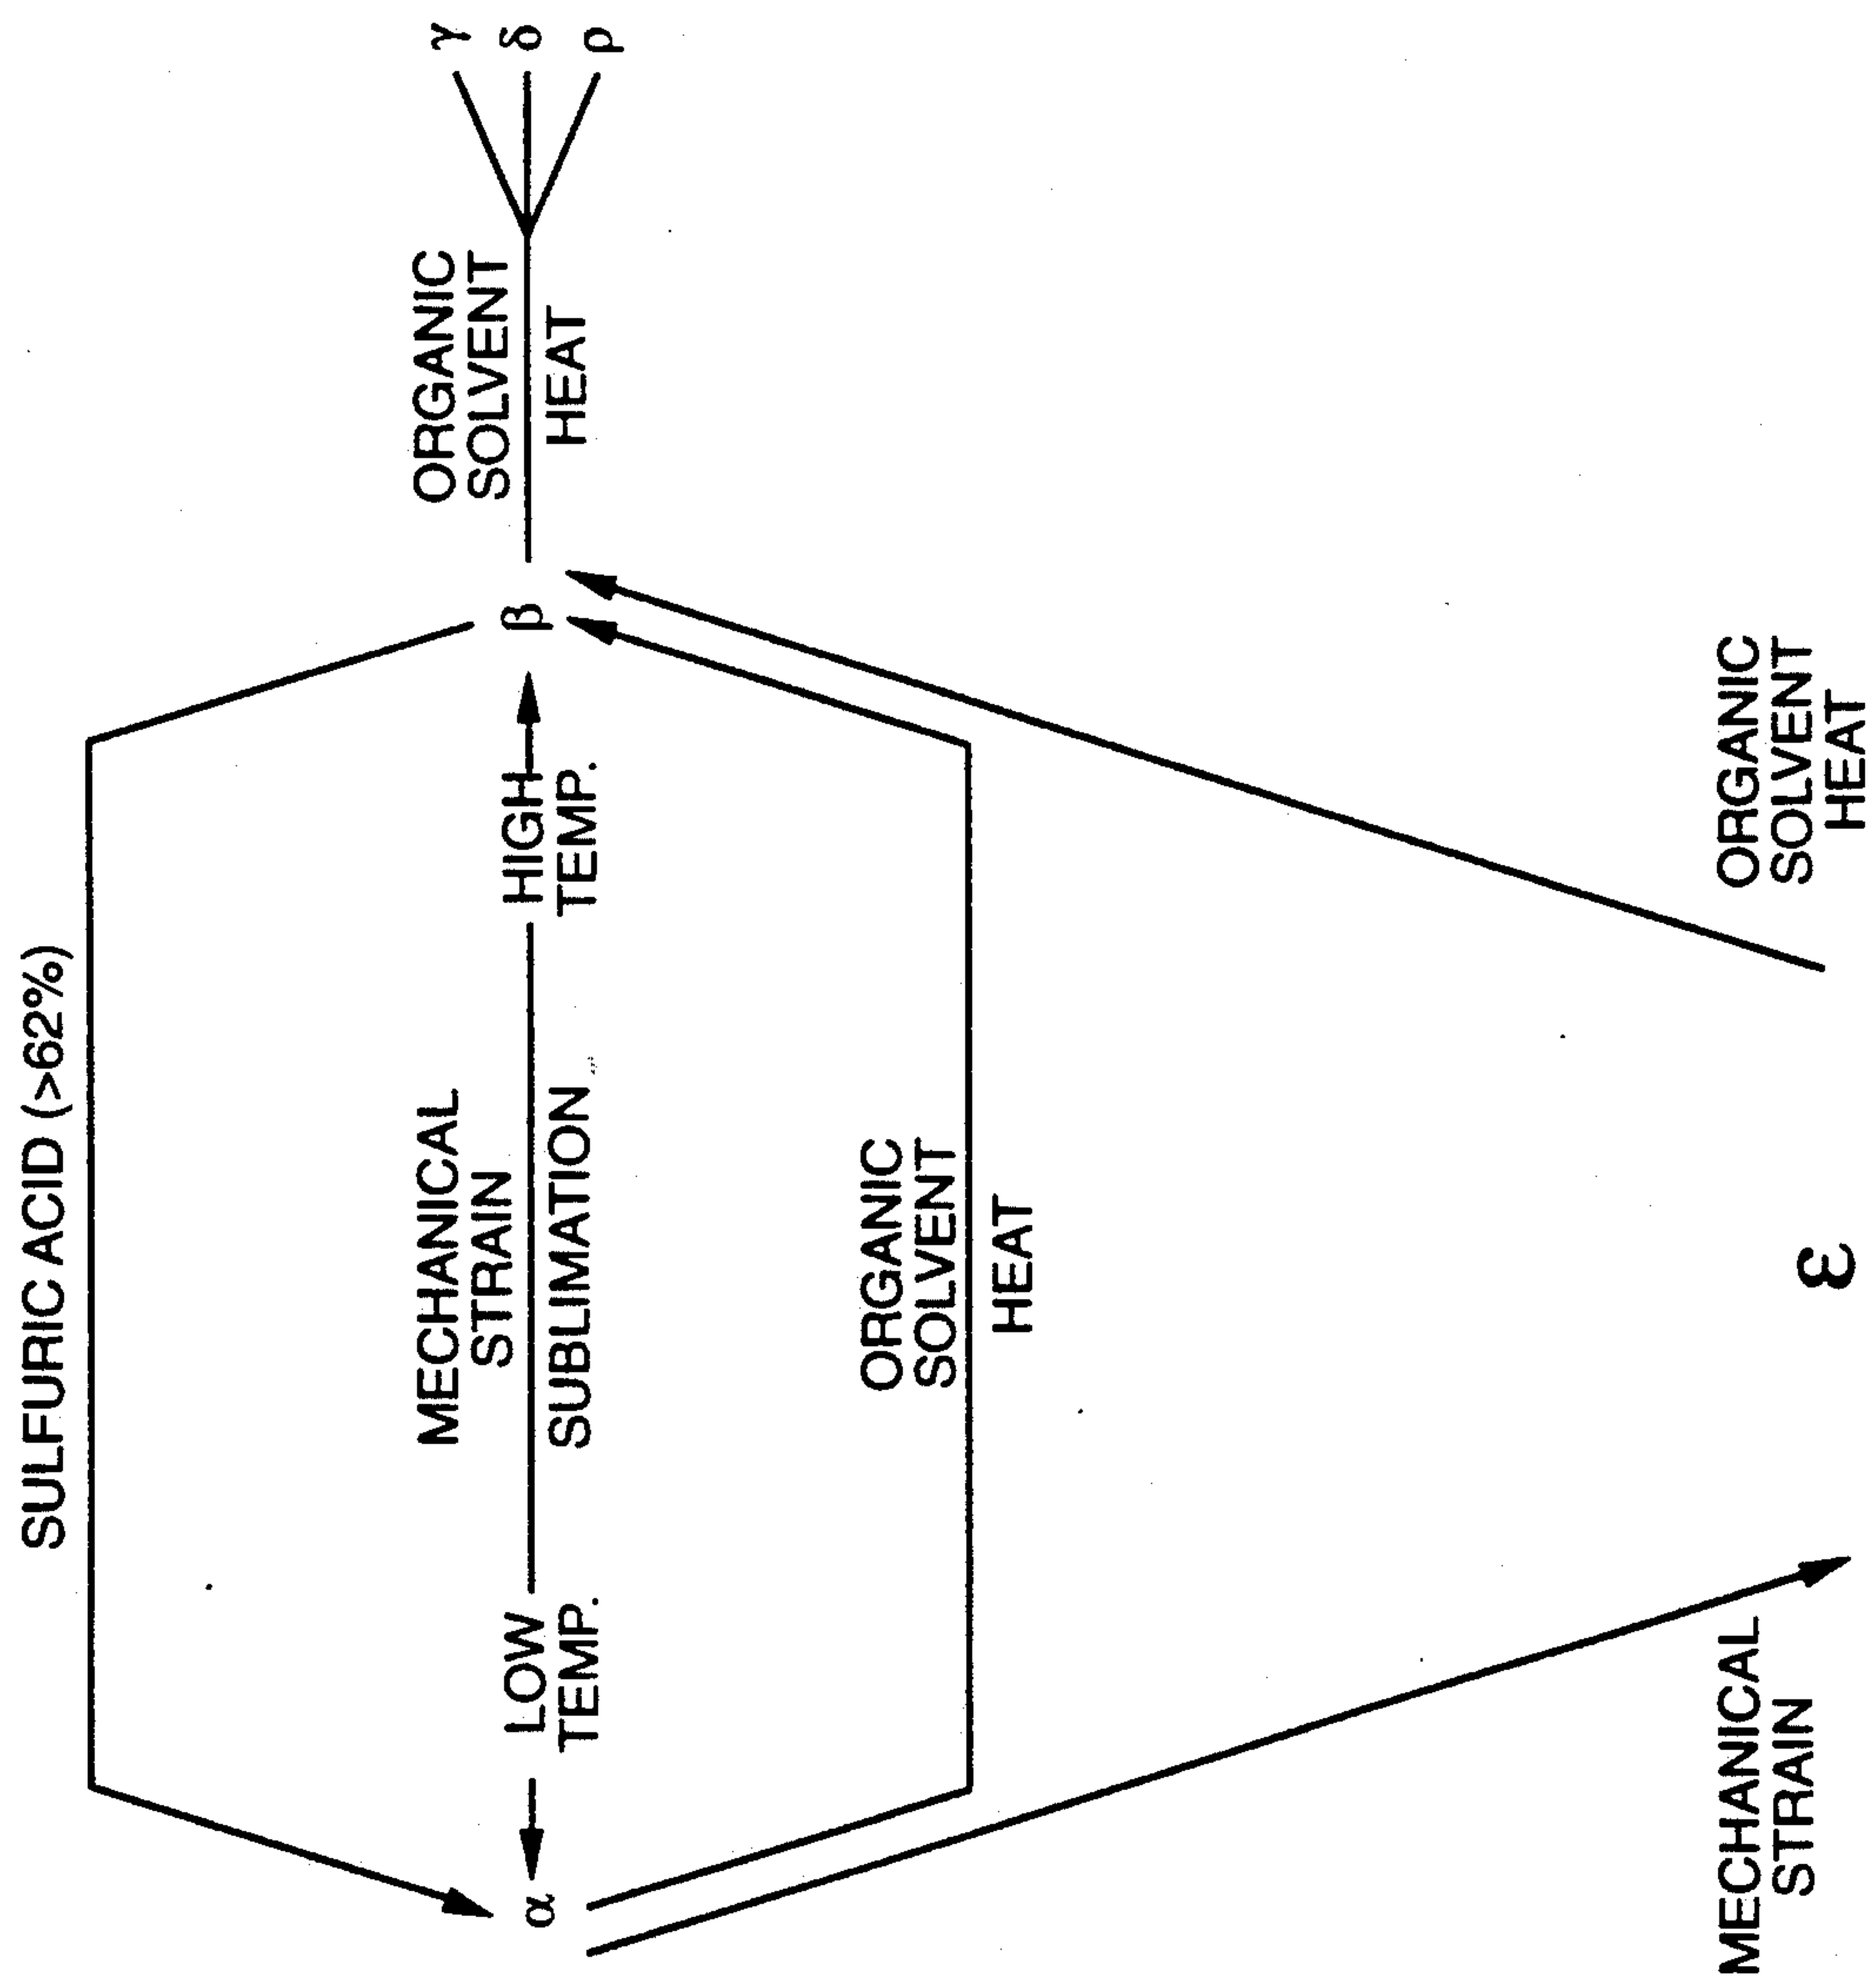 SULFURIC ACID (>62%)
MECHANICAL
STRAIN
SUBLIMATION
α
LOW
TEMP.
HIGH
TEMP.
β
ORGANIC
SOLVENT
HEAT
γ
δ
ρ
ORGANIC
SOLVENT
HEAT
MECHANICAL
STRAIN
ε
ORGANIC
SOLVENT
HEAT